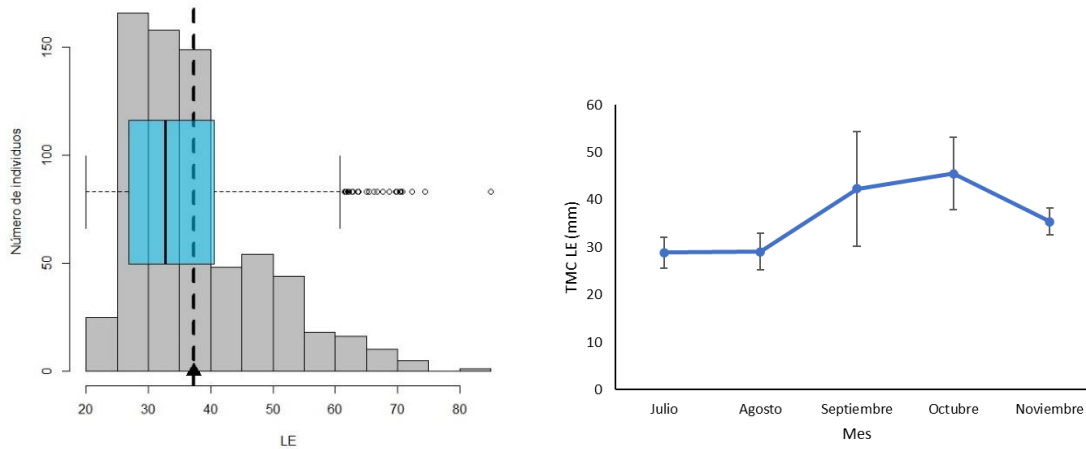 Número de individuos
150
100
50
0
20 30 40 50 60 70 80
LE
TMC LE (mm)
60
50
40
30
20
10
0
Julio Agosto Septiembre Octubre Noviembre
Mes